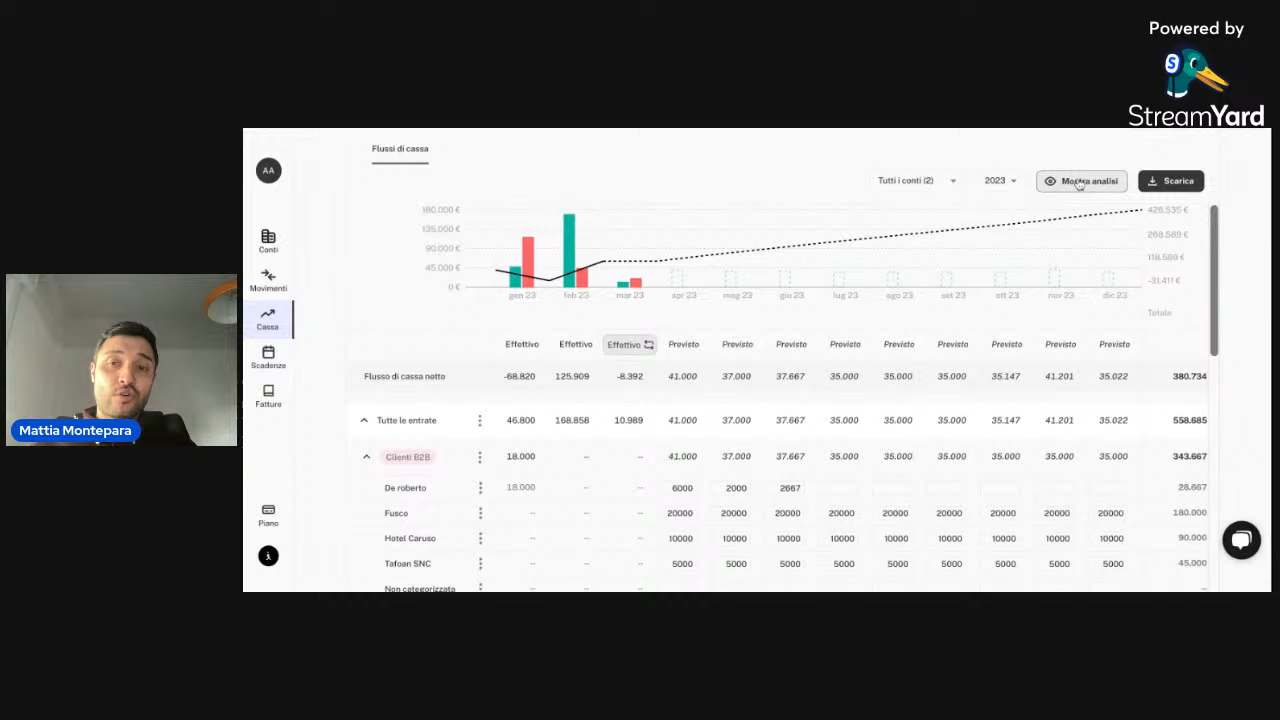 Powered by
S
StreamYard
Mattia Montepara
AA
Conti
Movimenti
Cassa
Scadenze
Fatture
Piano
i
Flussi di cassa
Tutti i conti (2) 2023 Mostra analisi Scarica
180.000 € 426.535 €
135.000 € 268.589 €
90.000 € 118.589 €
45.000 € -31.411 €
0 €
gen 23 feb 23 mar 23 apr 23 mag 23 giu 23 lug 23 ago 23 set 23 ott 23 nov 23 dic 23
Totale
Effettivo Effettivo Effettivo Previsto Previsto Previsto Previsto Previsto Previsto Previsto Previsto Previsto
Flusso di cassa netto -68.820 125.909 -8.392 41.000 37.000 37.667 35.000 35.000 35.000 35.147 41.201 35.022 380.734
Tutte le entrate 46.800 168.858 10.989 41.000 37.000 37.667 35.000 35.000 35.000 35.147 41.201 35.022 558.685
Clienti B2B 18.000 -- -- 41.000 37.000 37.667 35.000 35.000 35.000 35.000 35.000 35.000 343.667
De roberto 18.000 -- -- 6000 2000 2667 28.667
Fusco -- -- -- 20000 20000 20000 20000 20000 20000 20000 20000 20000 180.000
Hotel Caruso -- -- -- 10000 10000 10000 10000 10000 10000 10000 10000 10000 90.000
Tafoan SNC -- -- -- 5000 5000 5000 5000 5000 5000 5000 5000 5000 45.000
Non categorizzata -- -- --